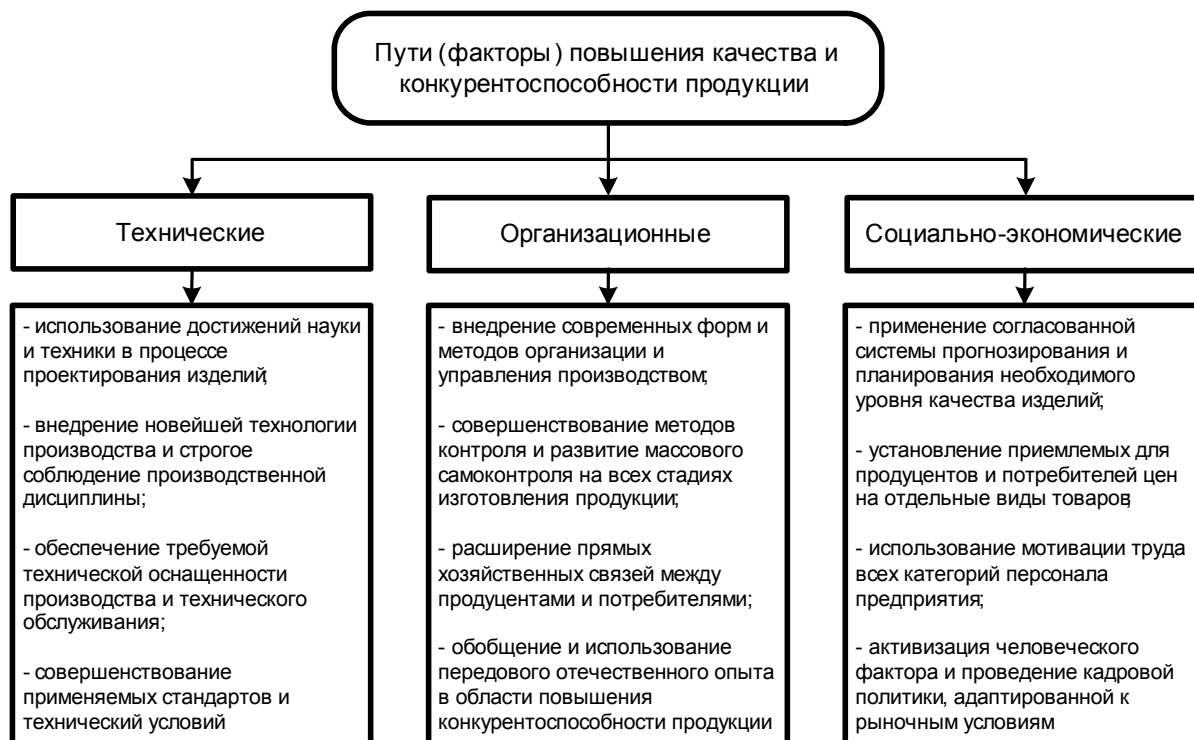 Пути (факторы) повышения качества и
конкурентоспособности продукции
Технические
- использование достижений науки
и техники в процессе
проектирования изделий;
- внедрение новейшей технологии
производства и строгое
соблюдение производственной
дисциплины;
- обеспечение требуемой
технической оснащенности
производства и технического
обслуживания;
- совершенствование
применяемых стандартов и
технический условий
Организационные
- внедрение современных форм и
методов организации и
управления производством;
- совершенствование методов
контроля и развитие массового
самоконтроля на всех стадиях
изготовления продукции;
- расширение прямых
хозяйственных связей между
продуцентами и потребителями;
- обобщение и использование
передового отечественного опыта
в области повышения
конкурентоспособности продукции
Социально-экономические
- применение согласованной
системы прогнозирования и
планирования необходимого
уровня качества изделий;
- установление приемлемых для
продуцентов и потребителей цен
на отдельные виды товаров;
- использование мотивации труда
всех категорий персонала
предприятия;
- активизация человеческого
фактора и проведение кадровой
политики, адаптированной к
рыночным условиям